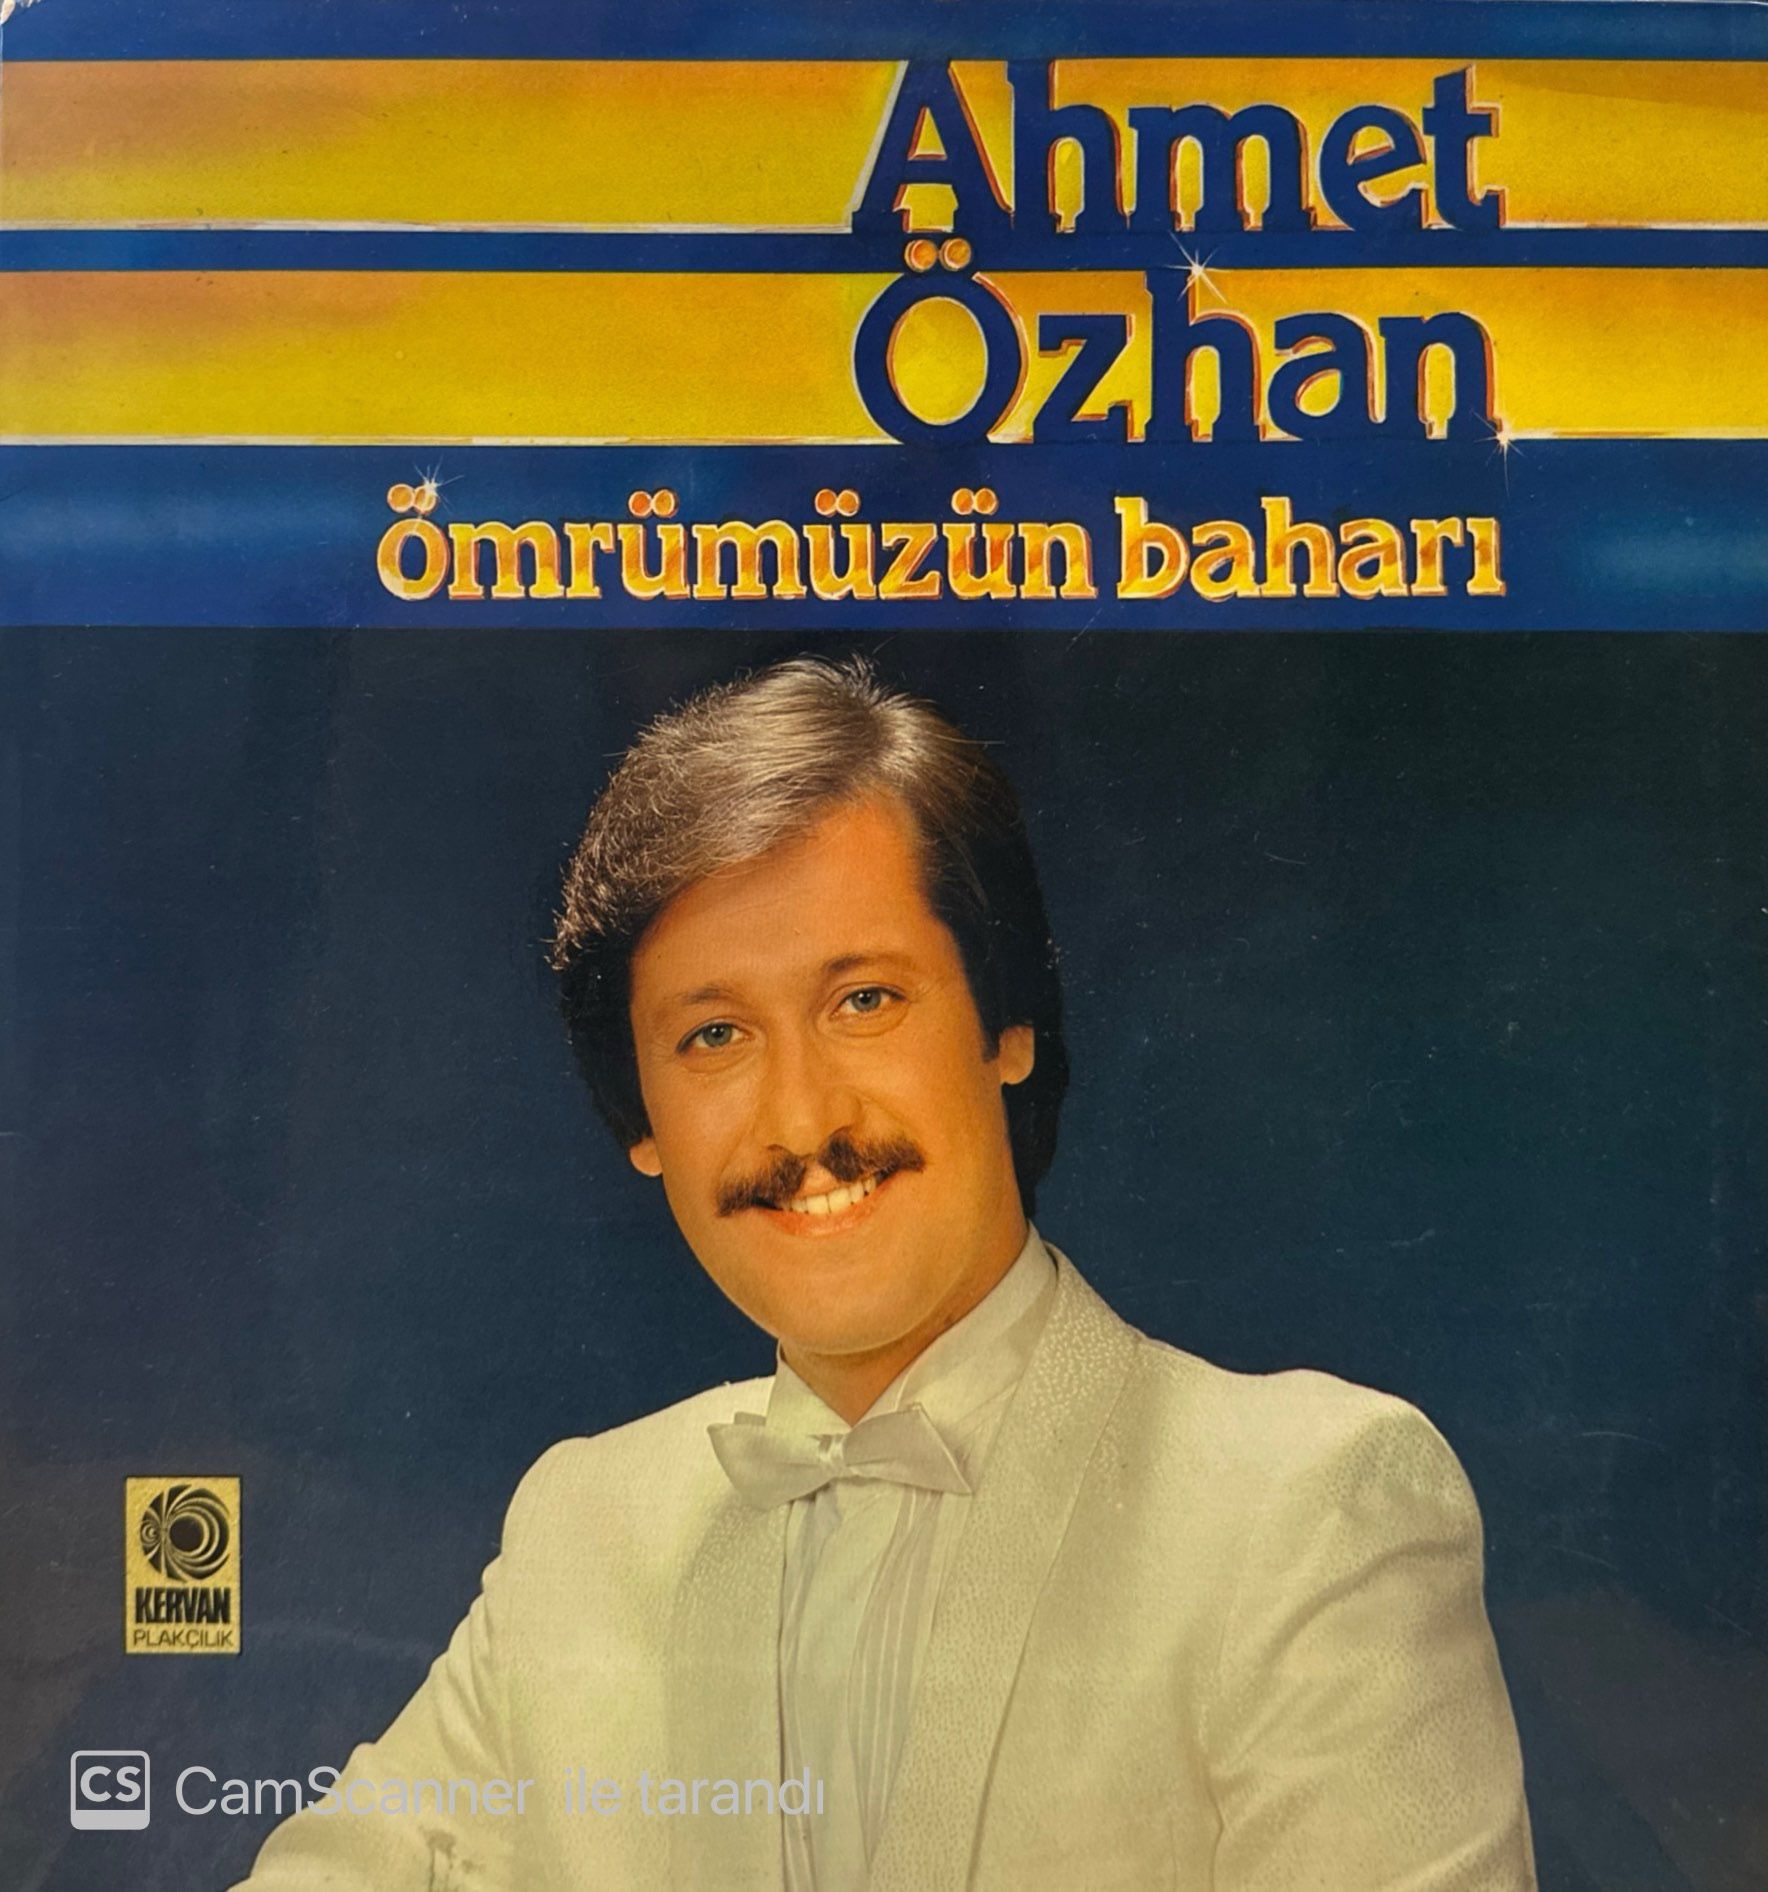 Ahmet
Özhan
ömrümüzün baharı
KERVAN
PLAKÇILIK
CS CamScanner ile tarandı